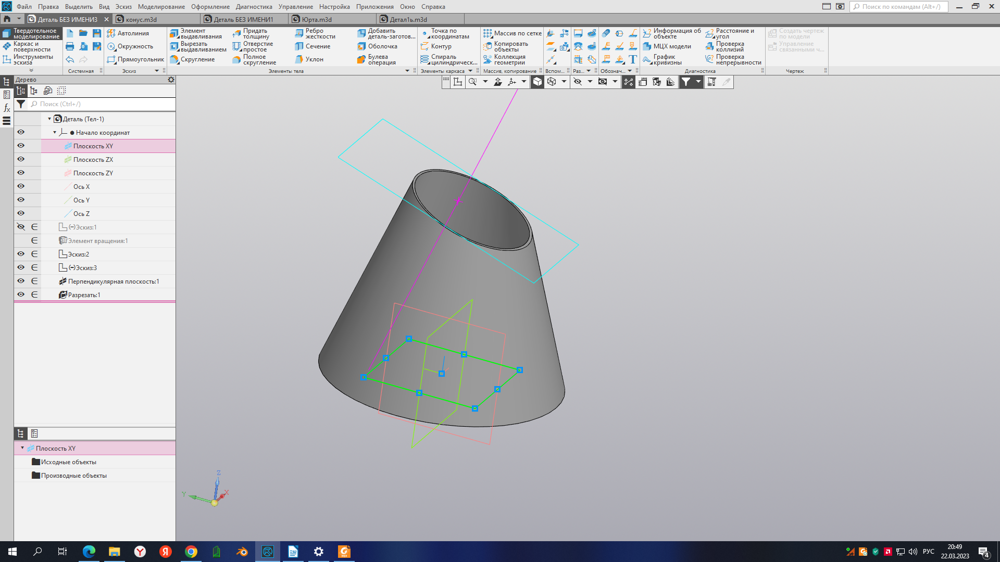 Файл Правка Выделить Вид Эскиз Моделирование Оформление Диагностика Управление Настройка Приложения Окно Справка
Поиск по командам (Alt+/)
Деталь БЕЗ ИМЕНИ3
конус.m3d
Деталь БЕЗ ИМЕНИ1
Юрта.m3d
Детал1ь.m3d
Твердотельное моделирование
Каркас и поверхности
Инструменты эскиза
Системная
Автолиния
Окружность
Прямоугольник
Эскиз
Элемент выдавливания
Вырезать выдавливанием
Скругление
Придать толщину
Отверстие простое
Полное скругление
Ребро жесткости
Сечение
Уклон
Добавить деталь-заготов...
Оболочка
Булева операция
Элементы тела
Точка по координатам
Контур
Спираль цилиндрическ...
Элементы каркаса
Массив по сетке
Копировать объекты
Коллекция геометрии
Массив, копирование
Вспом...
Раз...
Обознач...
Информация об объекте
МЦХ модели
График кривизны
Расстояние и угол
Проверка коллизий
Проверка непрерывности
Диагностика
Создать чертеж по модели
Управление связанными ч...
Чертеж
Дерево
Поиск (Ctrl+/)
Деталь (Тел-1)
Начало координат
Плоскость XY
Плоскость ZX
Плоскость ZY
Ось X
Ось Y
Ось Z
(−)Эскиз:1
Элемент вращения:1
Эскиз:2
(−)Эскиз:3
Перпендикулярная плоскость:1
Разрезать:1
Плоскость XY
Исходные объекты
Производные объекты
Z
Y
X
РУС
20:49
22.03.2023
4